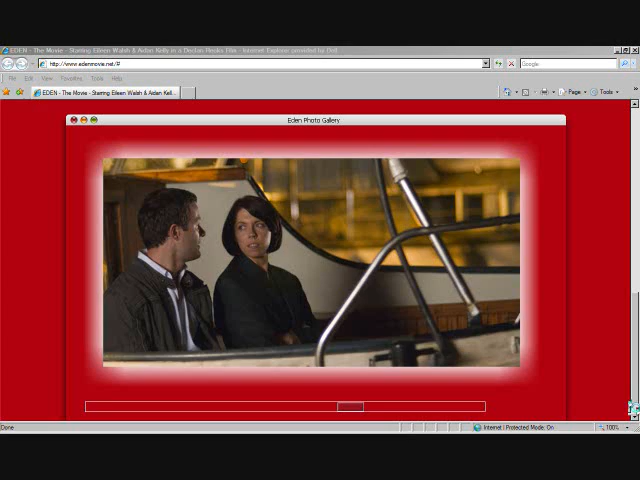 EDEN - The Movie - Starring Eileen Walsh & Aidan Kelly in a Declan Recks Film - Internet Explorer provided by Dell
http://www.edenmovie.net/#
Google
File Edit View Favorites Tools Help
EDEN - The Movie - Starring Eileen Walsh & Aidan Kell...
Page Tools
Eden Photo Gallery
Done
Internet | Protected Mode: On
100%